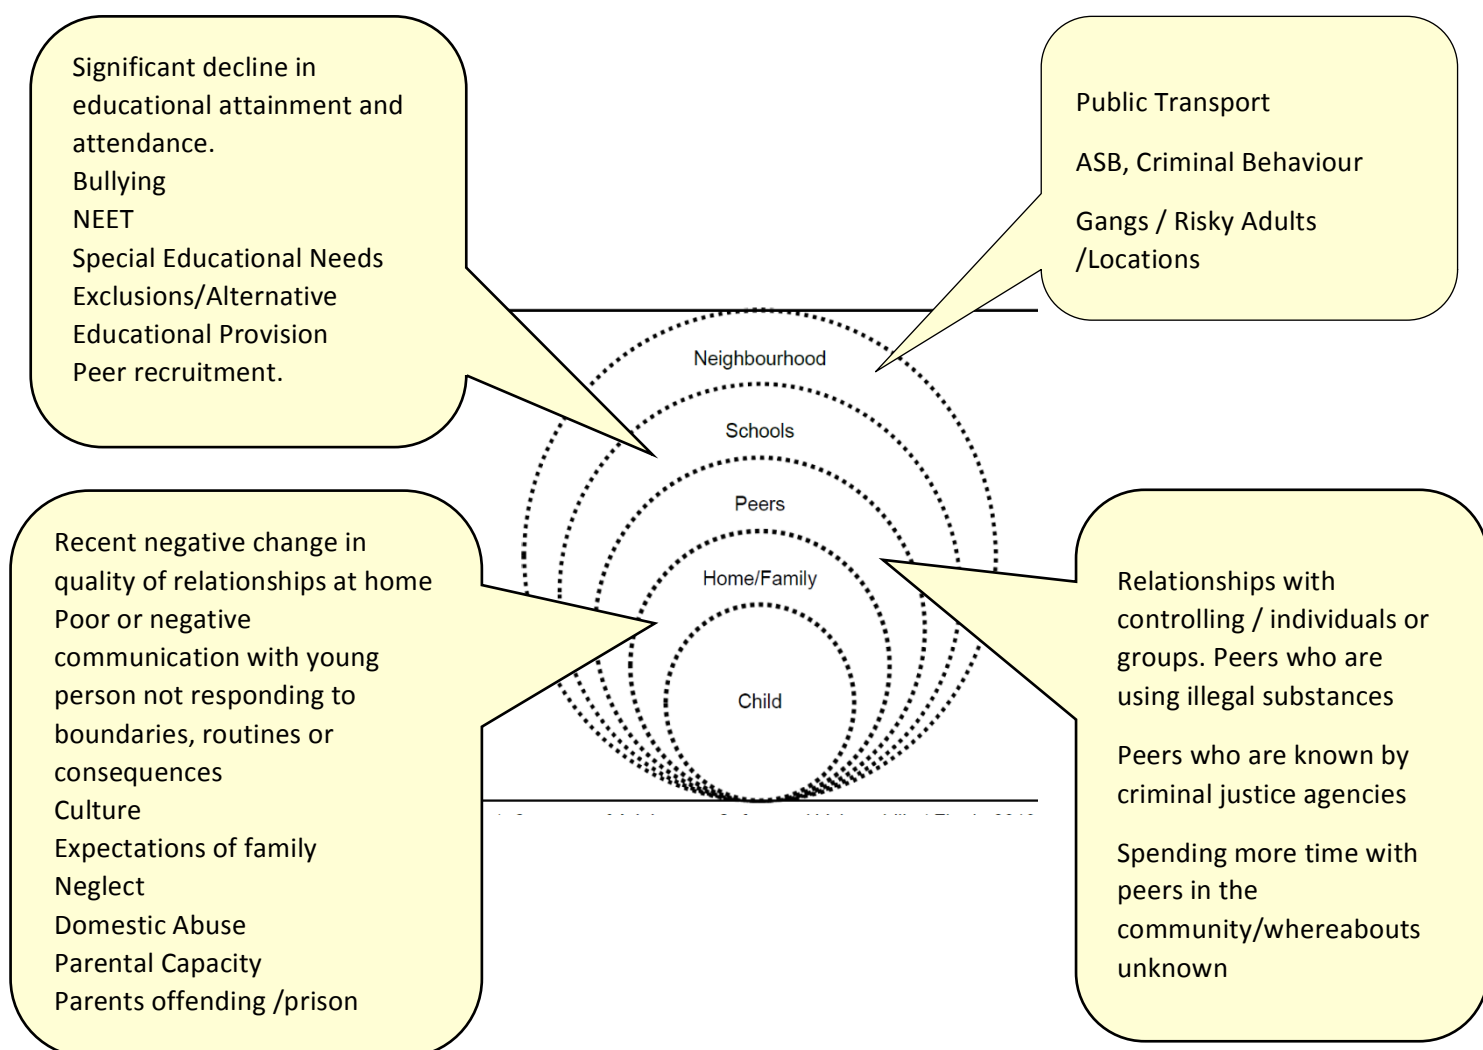 Significant decline in
educational attainment and
attendance.
Bullying
NEET
Special Educational Needs
Exclusions/Alternative
Educational Provision
Peer recruitment.
Public Transport
ASB, Criminal Behaviour
Gangs / Risky Adults
/Locations
Neighbourhood
Schools
Peers
Home/Family
Child
Recent negative change in
quality of relationships at home
Poor or negative
communication with young
person not responding to
boundaries, routines or
consequences
Culture
Expectations of family
Neglect
Domestic Abuse
Parental Capacity
Parents offending /prison
Relationships with
controlling / individuals or
groups. Peers who are
using illegal substances
Peers who are known by
criminal justice agencies
Spending more time with
peers in the
community/whereabouts
unknown